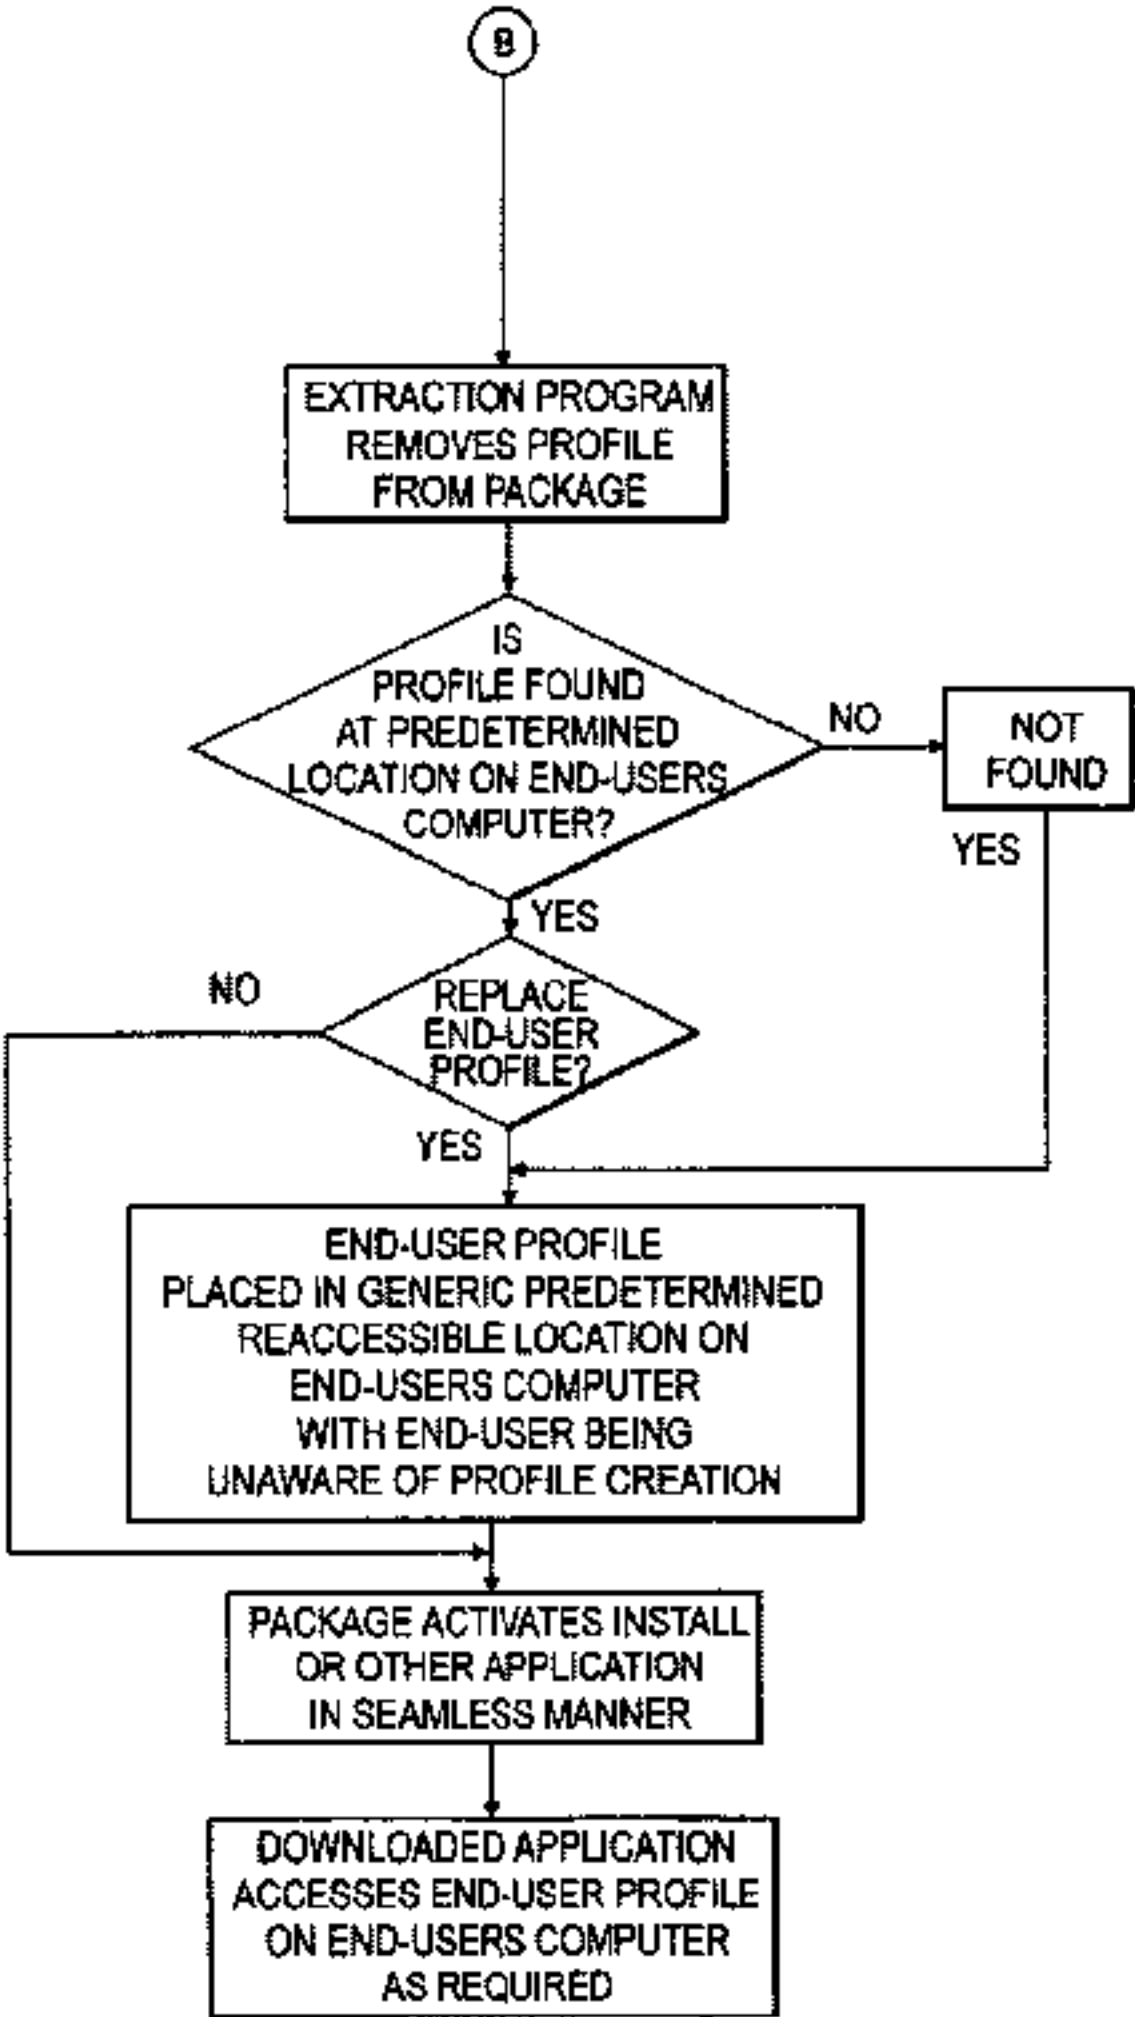 B
EXTRACTION PROGRAM
REMOVES PROFILE
FROM PACKAGE
IS
PROFILE FOUND
AT PREDETERMINED
LOCATION ON END-USERS
COMPUTER?
NO
NOT
FOUND
YES
YES
NO
REPLACE
END-USER
PROFILE?
YES
END-USER PROFILE
PLACED IN GENERIC PREDETERMINED
REACCESSIBLE LOCATION ON
END-USERS COMPUTER
WITH END-USER BEING
UNAWARE OF PROFILE CREATION
PACKAGE ACTIVATES INSTALL
OR OTHER APPLICATION
IN SEAMLESS MANNER
DOWNLOADED APPLICATION
ACCESSES END-USER PROFILE
ON END-USERS COMPUTER
AS REQUIRED